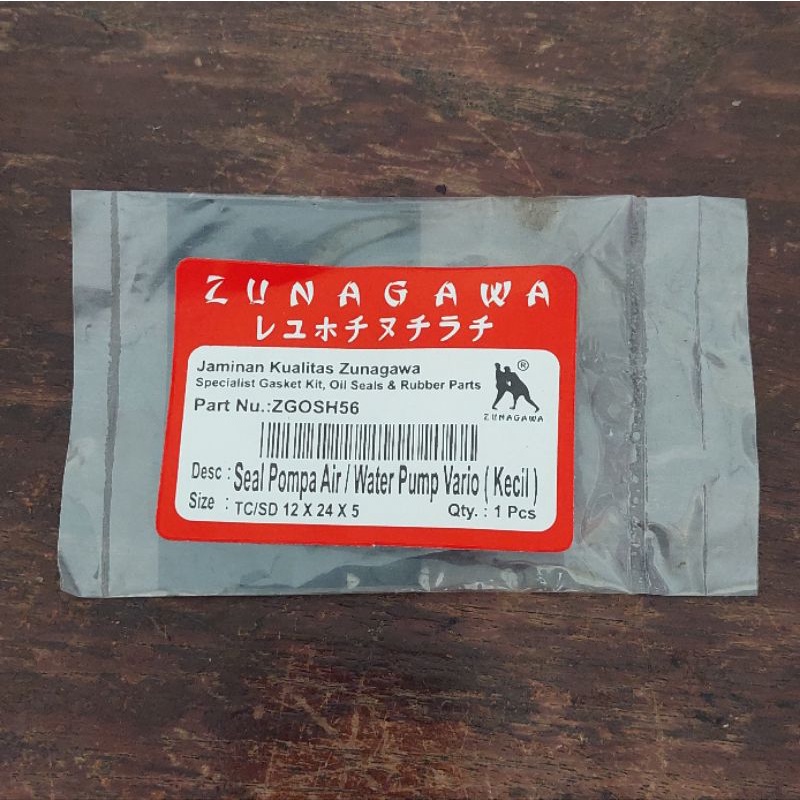 ZUNAGAWA
レユホチヌチラチ
Jaminan Kualitas Zunagawa
Specialist Gasket Kit, Oil Seals & Rubber Parts
Part Nu.:ZGOSH56
®
ZUNAGAWA
Desc : Seal Pompa Air / Water Pump Vario ( Kecil )
Size : TC/SD 12 X 24 X 5 Qty. : 1 Pcs